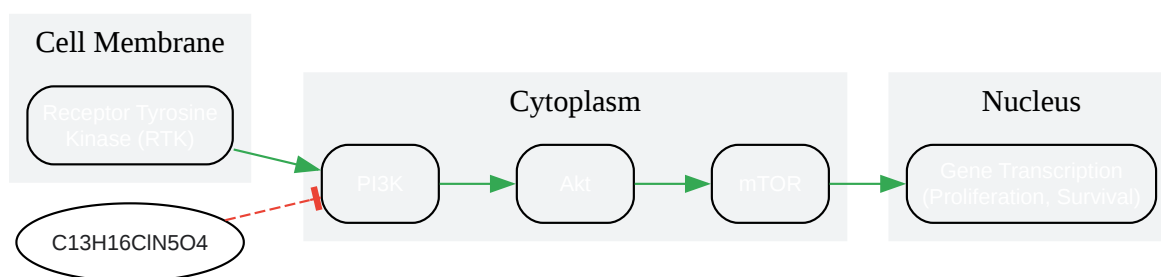 Cell Membrane
Receptor Tyrosine
Kinase (RTK)
Cytoplasm
PI3K
Akt
mTOR
Nucleus
Gene Transcription
(Proliferation, Survival)
C13H16ClN5O4